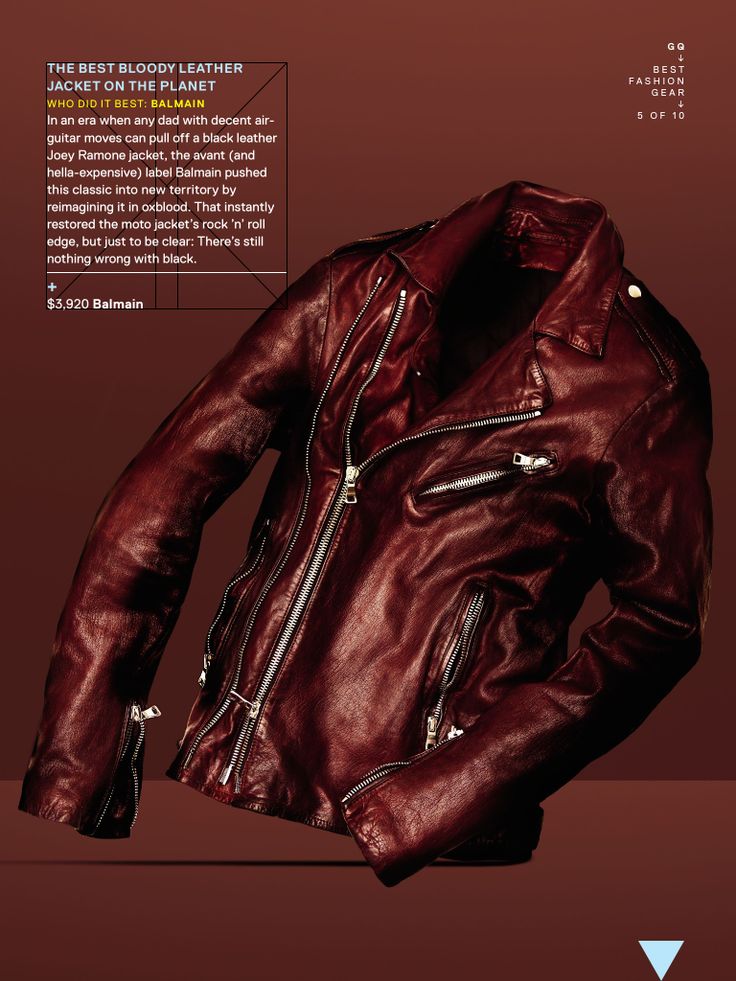 THE BEST BLOODY LEATHER
JACKET ON THE PLANET
WHO DID IT BEST: BALMAIN
In an era when any dad with decent air-
guitar moves can pull off a black leather
Joey Ramone jacket, the avant (and
hella-expensive) label Balmain pushed
this classic into new territory by
reimagining it in oxblood. That instantly
restored the moto jacket’s rock ’n’ roll
edge, but just to be clear: There’s still
nothing wrong with black.
+
$3,920 Balmain
GQ
↓
BEST
FASHION
GEAR
↓
5 OF 10